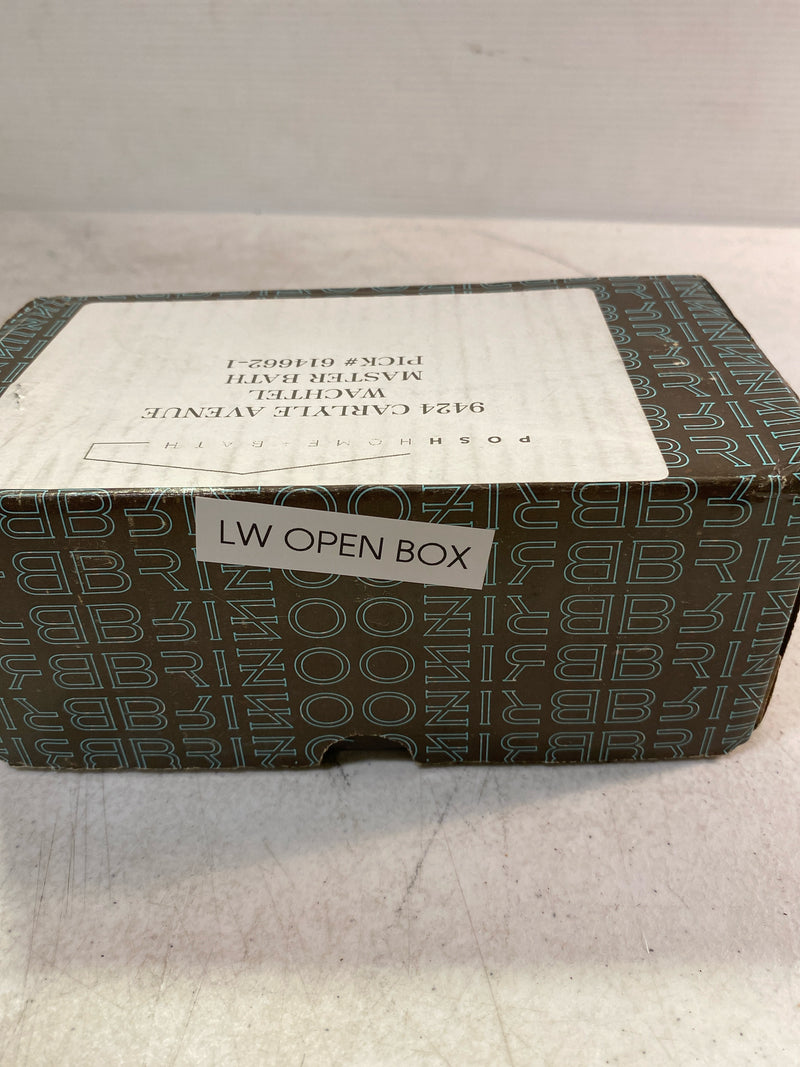 POSH HOME + BATH
9424 CARLYLE AVENUE
WACHTEL
MASTER BATH
PICK# 614662-1
LW OPEN BOX
BRIZO